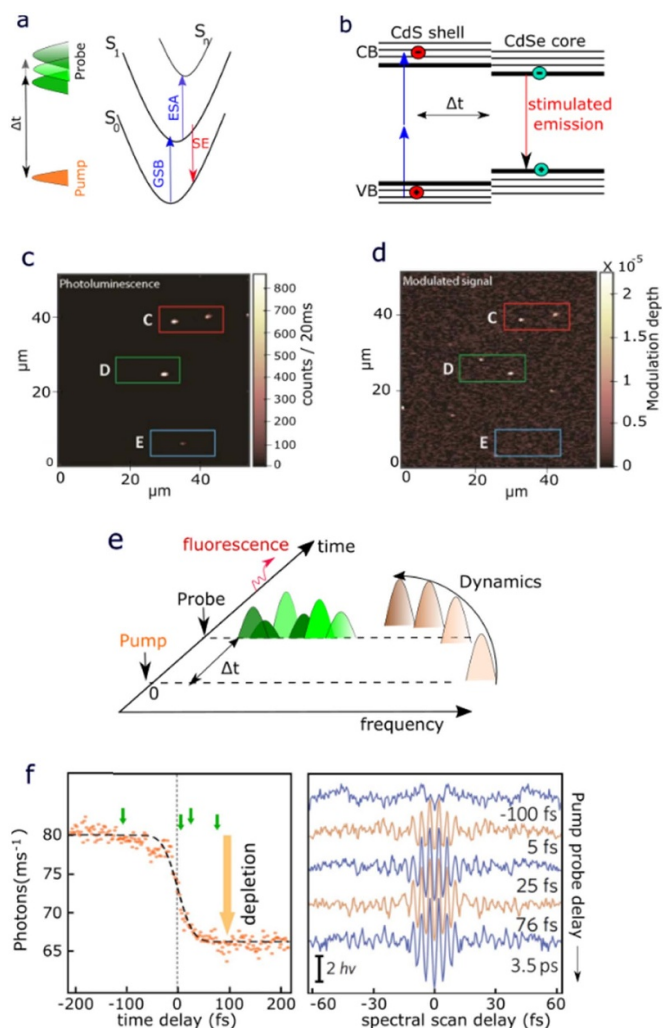 a
Probe
Δt
Pump
S1
Sn
S0
ESA
SE
GSB
b
CdS shell
CdSe core
CB
Δt
stimulated
emission
VB
c
Photoluminescence
C
D
E
40
20
0
μm
0
20
40
μm
800
700
600
500
400
300
200
100
0
counts / 20ms
d
Modulated signal
C
D
E
40
20
0
μm
0
20
40
μm
X 10-5
2
1.5
1
0.5
0
Modulation depth
e
fluorescence
time
Probe
Pump
Δt
0
Dynamics
frequency
f
Photons(ms-1)
80
75
70
65
depletion
-200
-100
0
100
200
time delay (fs)
-100 fs
5 fs
25 fs
76 fs
3.5 ps
2 hv
-60
-30
0
30
60
spectral scan delay (fs)
Pump probe delay